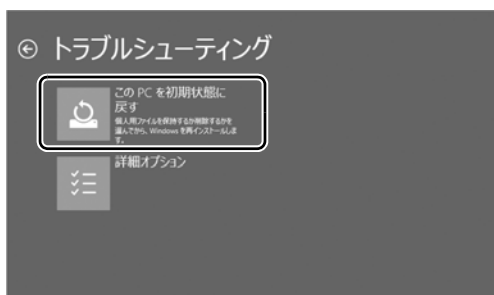 トラブルシューティング
この PC を初期状態に
戻す
個人用ファイルを保持するか削除するかを
選んでから、Windows を再インストールしま
す。
詳細オプション